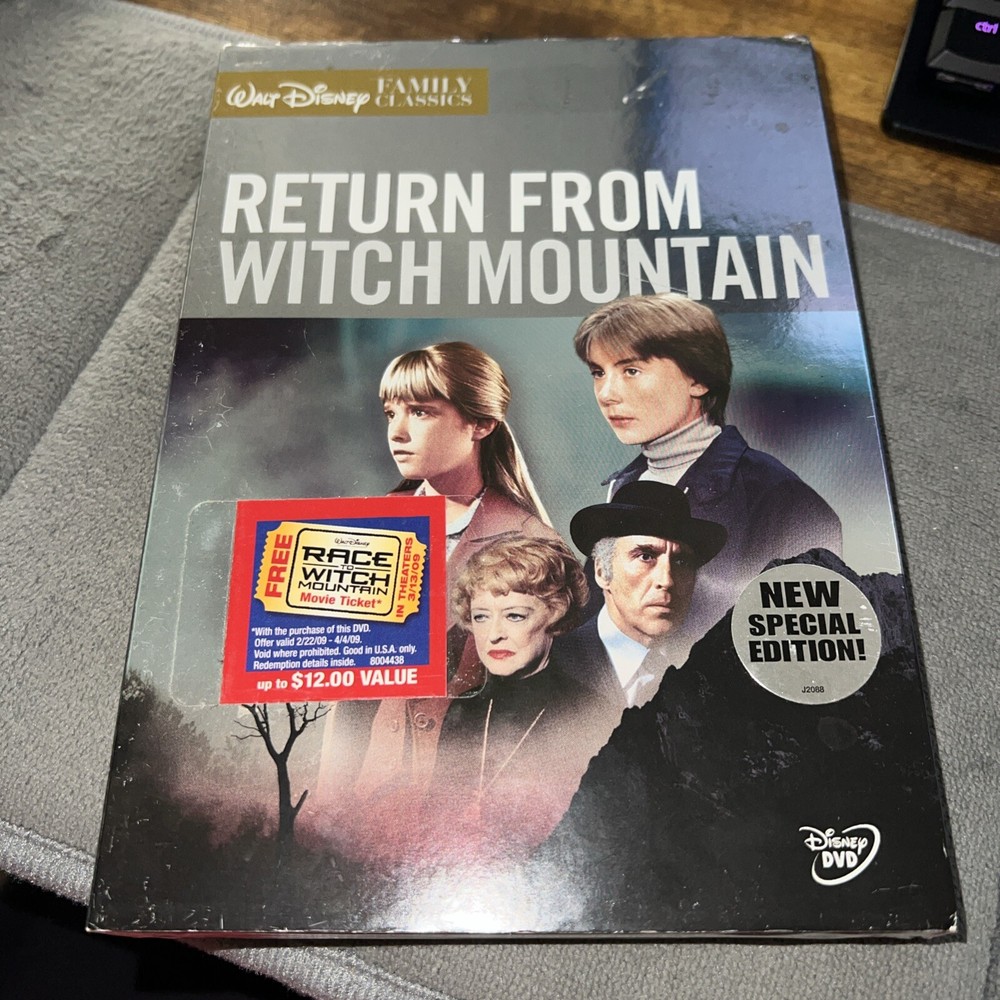 ctrl
WALT DISNEY FAMILY
CLASSICS
RETURN FROM
WITCH MOUNTAIN
FREE
Walt Disney
RACE
TO
WITCH
MOUNTAIN
Movie Ticket*
IN THEATERS
3/13/09
*With the purchase of this DVD.
Offer valid 2/22/09 - 4/4/09.
Void where prohibited. Good in U.S.A. only.
Redemption details inside. 8004438
up to $12.00 VALUE
NEW
SPECIAL
EDITION!
J2088
DISNEY
DVD